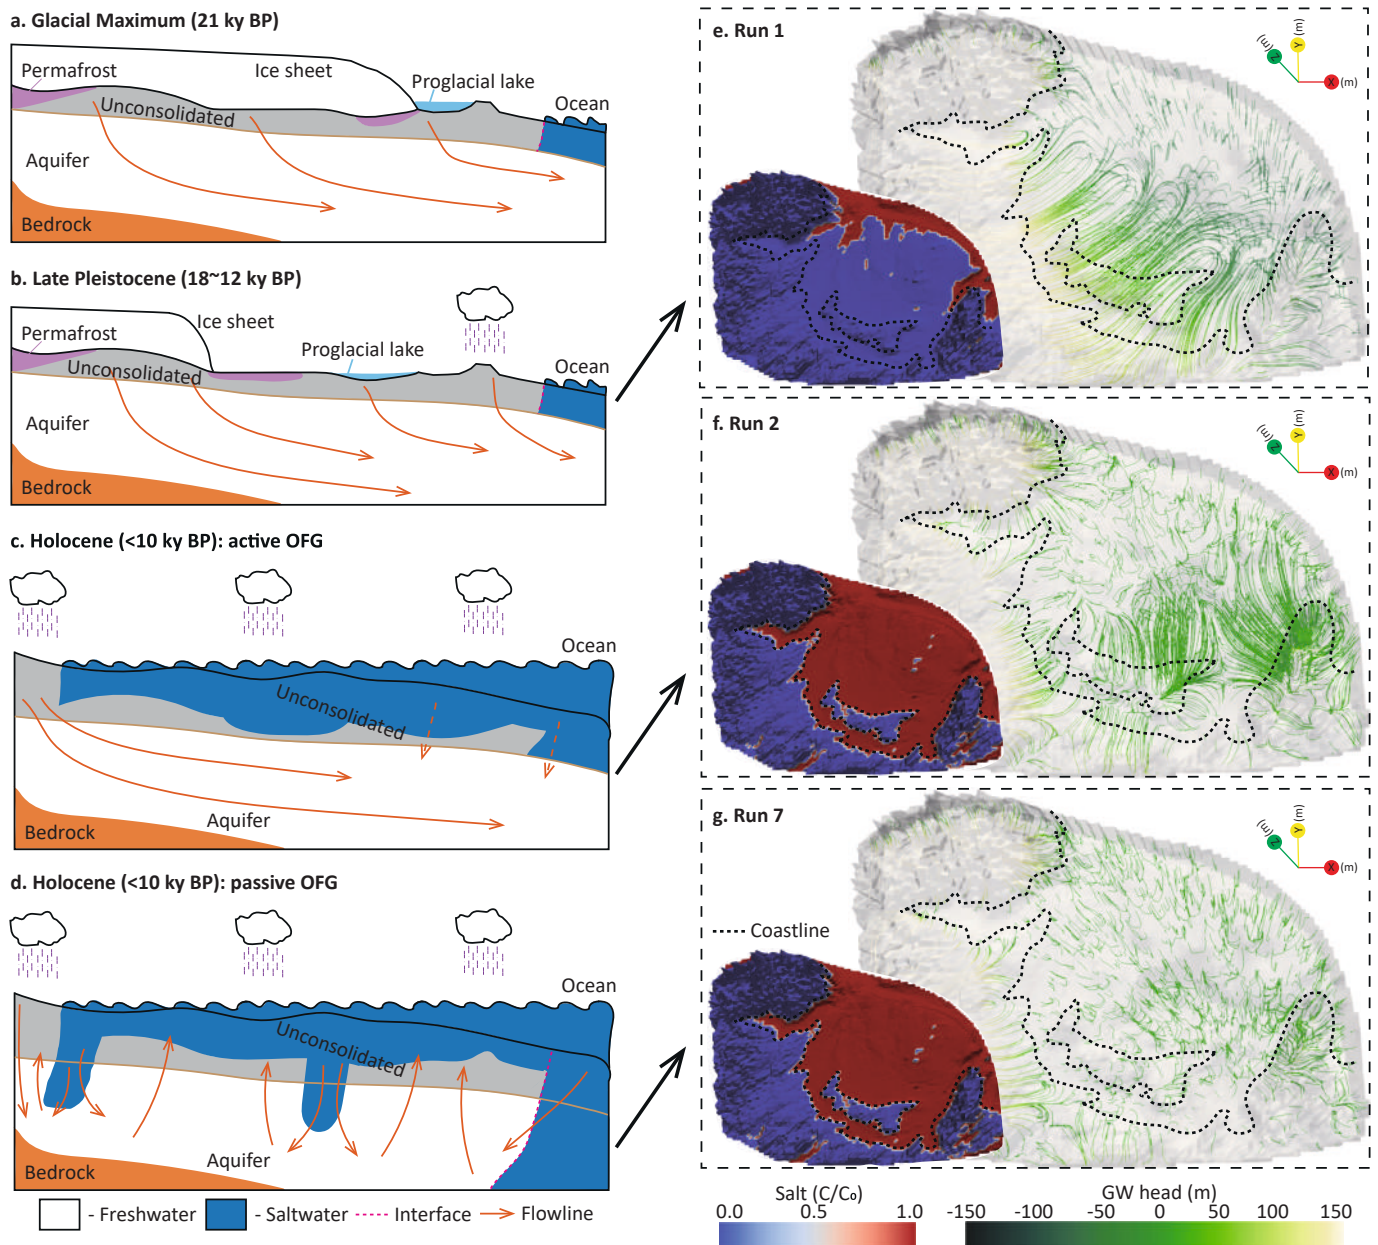 a. Glacial Maximum (21 ky BP)
Permafrost
Ice sheet
Proglacial lake
Ocean
Unconsolidated
Aquifer
Bedrock
b. Late Pleistocene (18~12 ky BP)
Permafrost
Ice sheet
Proglacial lake
Ocean
Unconsolidated
Aquifer
Bedrock
c. Holocene (<10 ky BP): active OFG
Ocean
Unconsolidated
Aquifer
Bedrock
d. Holocene (<10 ky BP): passive OFG
Ocean
Unconsolidated
Aquifer
Bedrock
- Freshwater
- Saltwater
- Interface
- Flowline
e. Run 1
Z (m)
Y (m)
X (m)
f. Run 2
Z (m)
Y (m)
X (m)
g. Run 7
Z (m)
Y (m)
X (m)
Coastline
Salt (C/C₀)
0.0 0.5 1.0
GW head (m)
-150 -100 -50 0 50 100 150